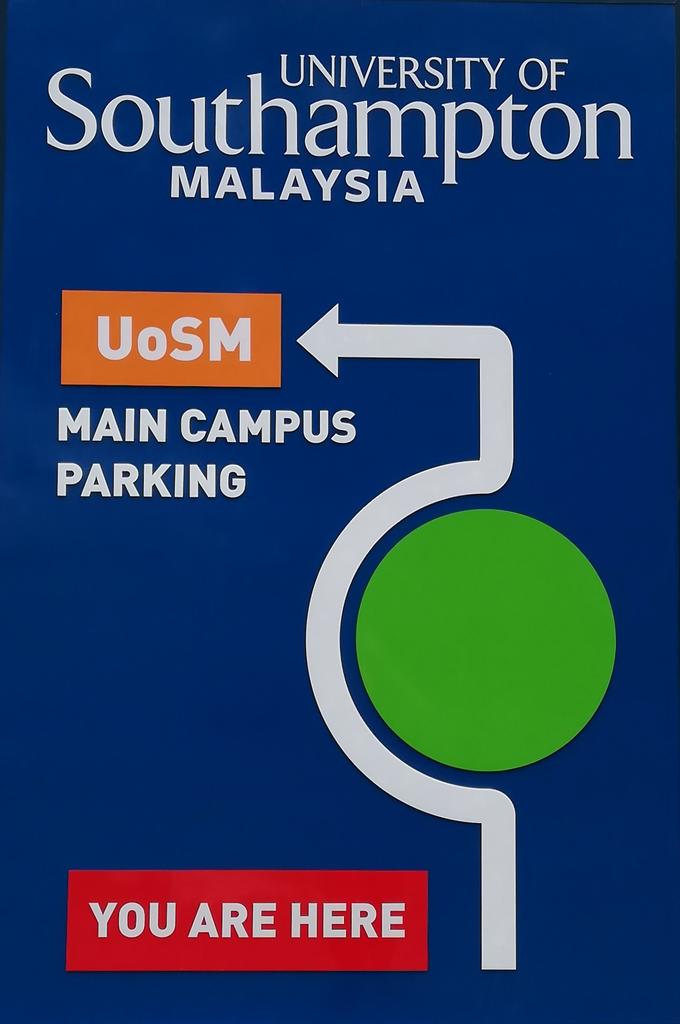 UNIVERSITY OF
Southampton
MALAYSIA
UoSM
MAIN CAMPUS
PARKING
YOU ARE HERE